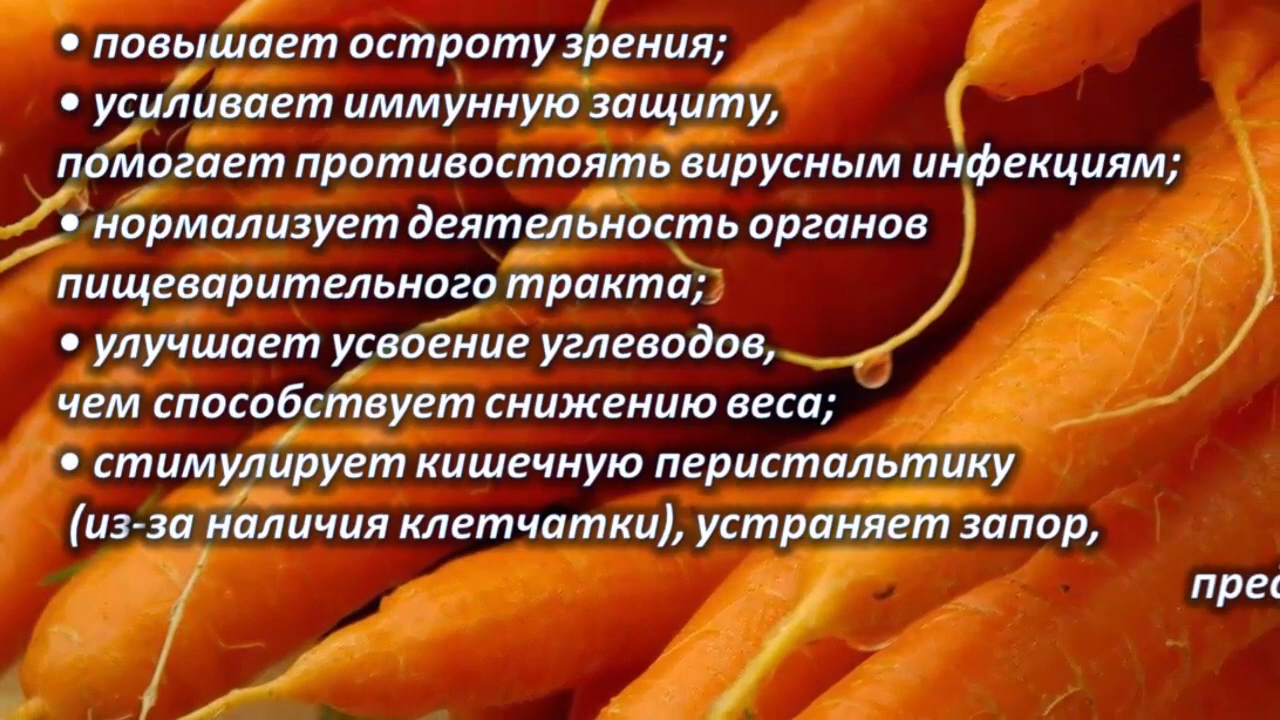 • повышает остроту зрения;
• усиливает иммунную защиту,
помогает противостоять вирусным инфекциям;
• нормализует деятельность органов
пищеварительного тракта;
• улучшает усвоение углеводов,
чем способствует снижению веса;
• стимулирует кишечную перистальтику
(из-за наличия клетчатки), устраняет запор,